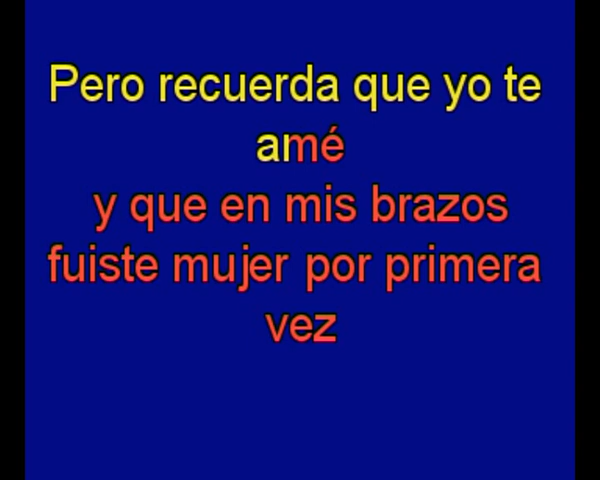 Pero recuerda que yo te
amé
y que en mis brazos
fuiste mujer por primera
vez